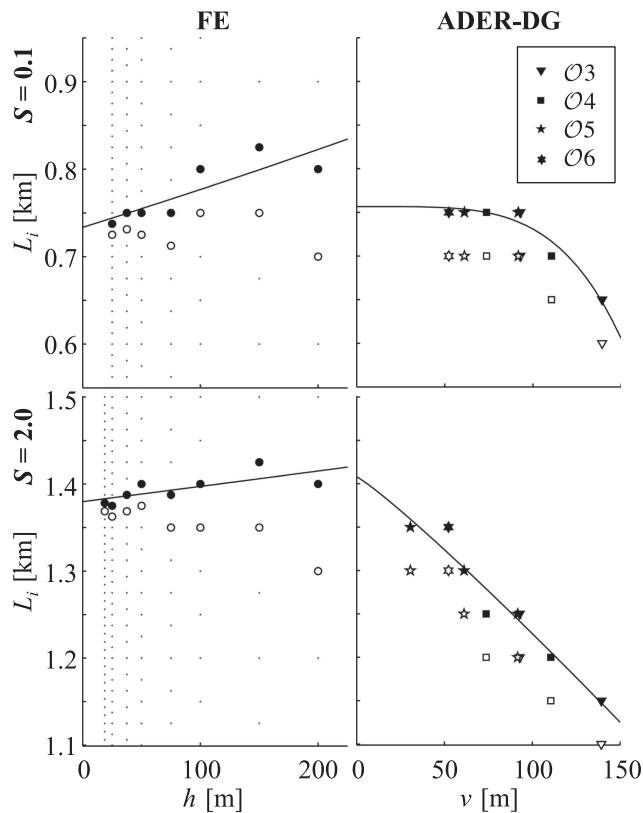 FE
ADER-DG
S=0.1
L_i [km]
0.9
0.8
0.7
0.6
𝒪3
𝒪4
𝒪5
𝒪6
S=2.0
L_i [km]
1.5
1.4
1.3
1.2
1.1
0
100
200
h [m]
0
50
100
150
v [m]